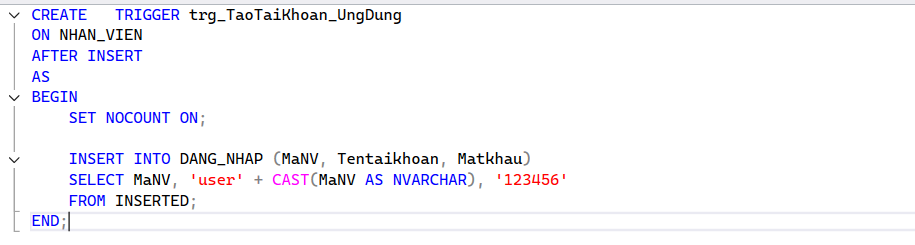 CREATE   TRIGGER trg_TaoTaiKhoan_UngDung
ON NHAN_VIEN
AFTER INSERT
AS
BEGIN
    SET NOCOUNT ON;

    INSERT INTO DANG_NHAP (MaNV, Tentaikhoan, Matkhau)
    SELECT MaNV, 'user' + CAST(MaNV AS NVARCHAR), '123456'
    FROM INSERTED;
END;